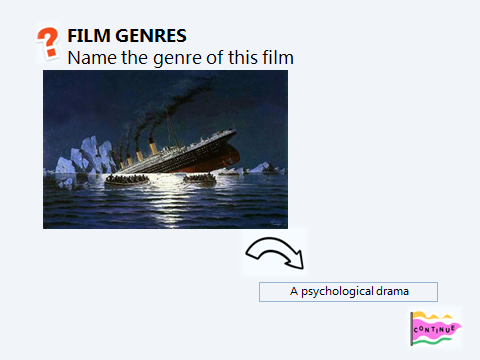 FILM GENRES
Name the genre of this film
A psychological drama
CONTINUE